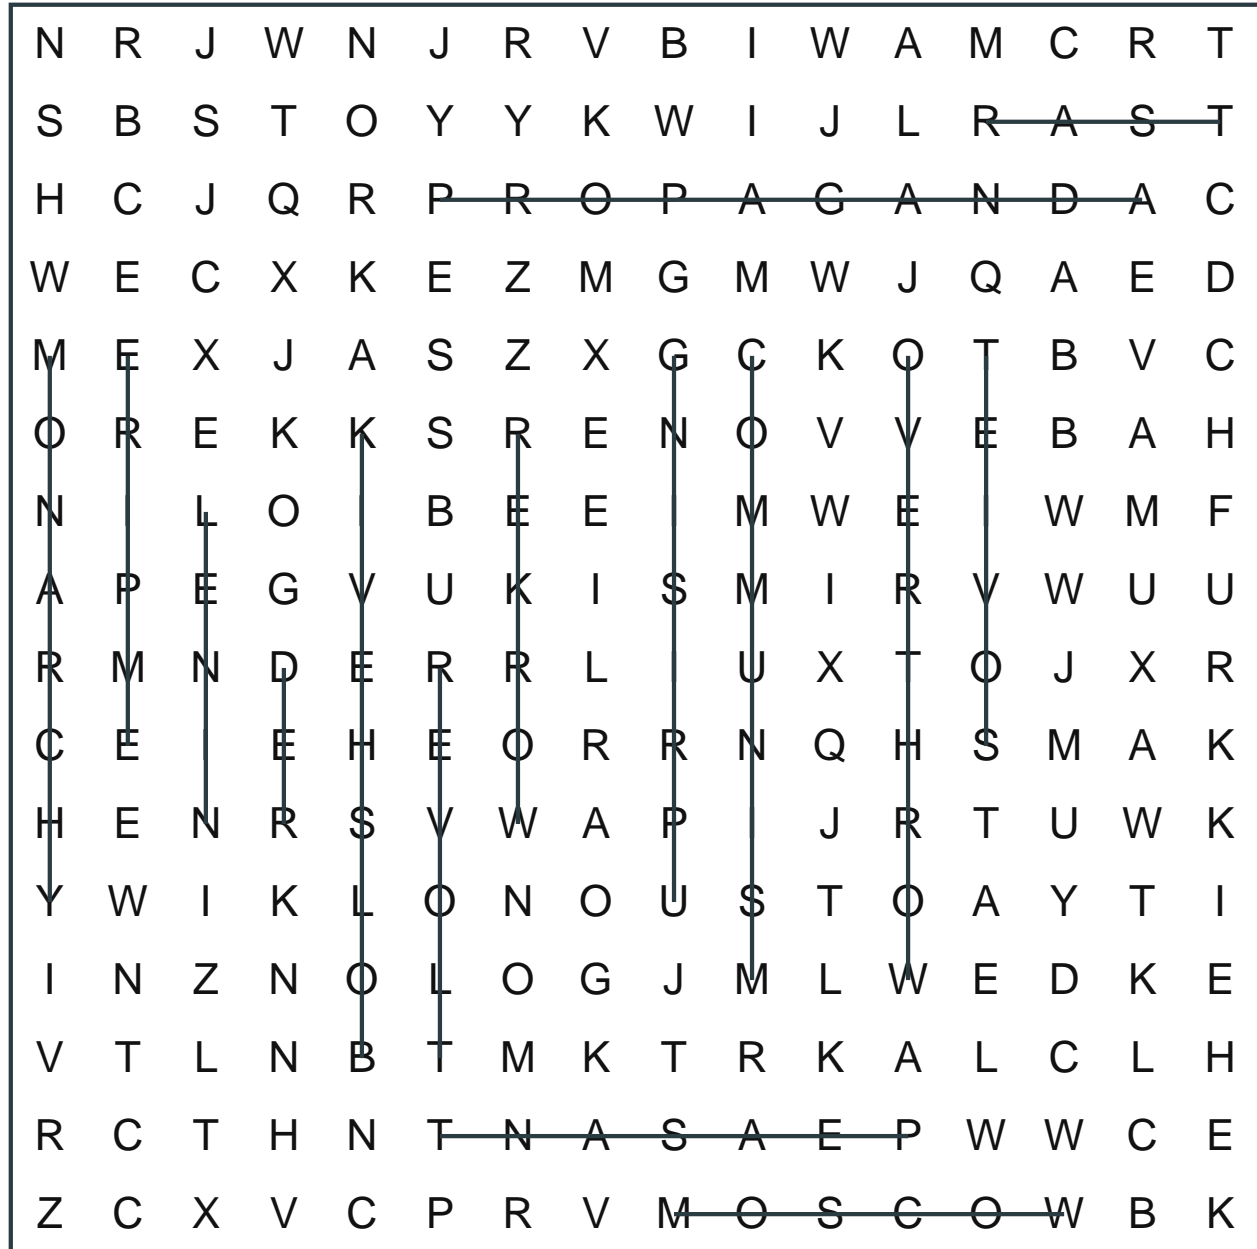 N R J W N J R V B I W A M C R T
S B S T O Y Y K W I J L R A S T
H C J Q R P R O P A G A N D A C
W E C X K E Z M G M W J Q A E D
M E X J A S Z X G C K O T B V C
O R E K K S R E N O V V E B A H
N I L O I B E E I M W E I W M F
A P E G V U K I S M I R V W U U
R M N D E R R L I U X T O J X R
C E I E H E O R R N Q H S M A K
H E N R S V W A P I J R T U W K
Y W I K L O N O U S T O A Y T I
I N Z N O L O G J M L W E D K E
V T L N B T M K T R K A L C L H
R C T H N T N A S A E P W W C E
Z C X V C P R V M O S C O W B K